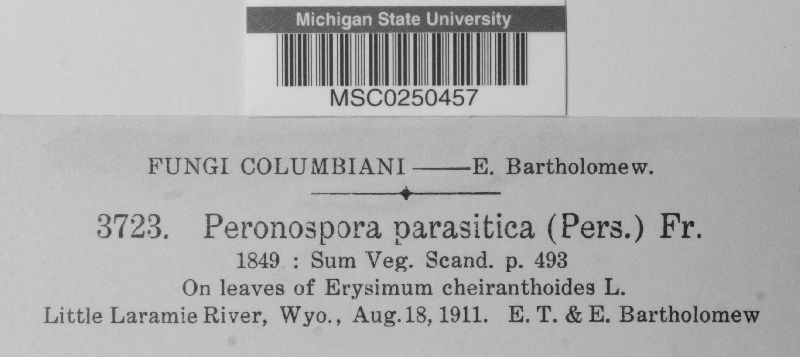 Michigan State University
MSC0250457
FUNGI COLUMBIANI —— E. Bartholomew.
3723. Peronospora parasitica (Pers.) Fr.
1849 : Sum Veg. Scand. p. 493
On leaves of Erysimum cheiranthoides L.
Little Laramie River, Wyo., Aug. 18, 1911. E. T. & E. Bartholomew